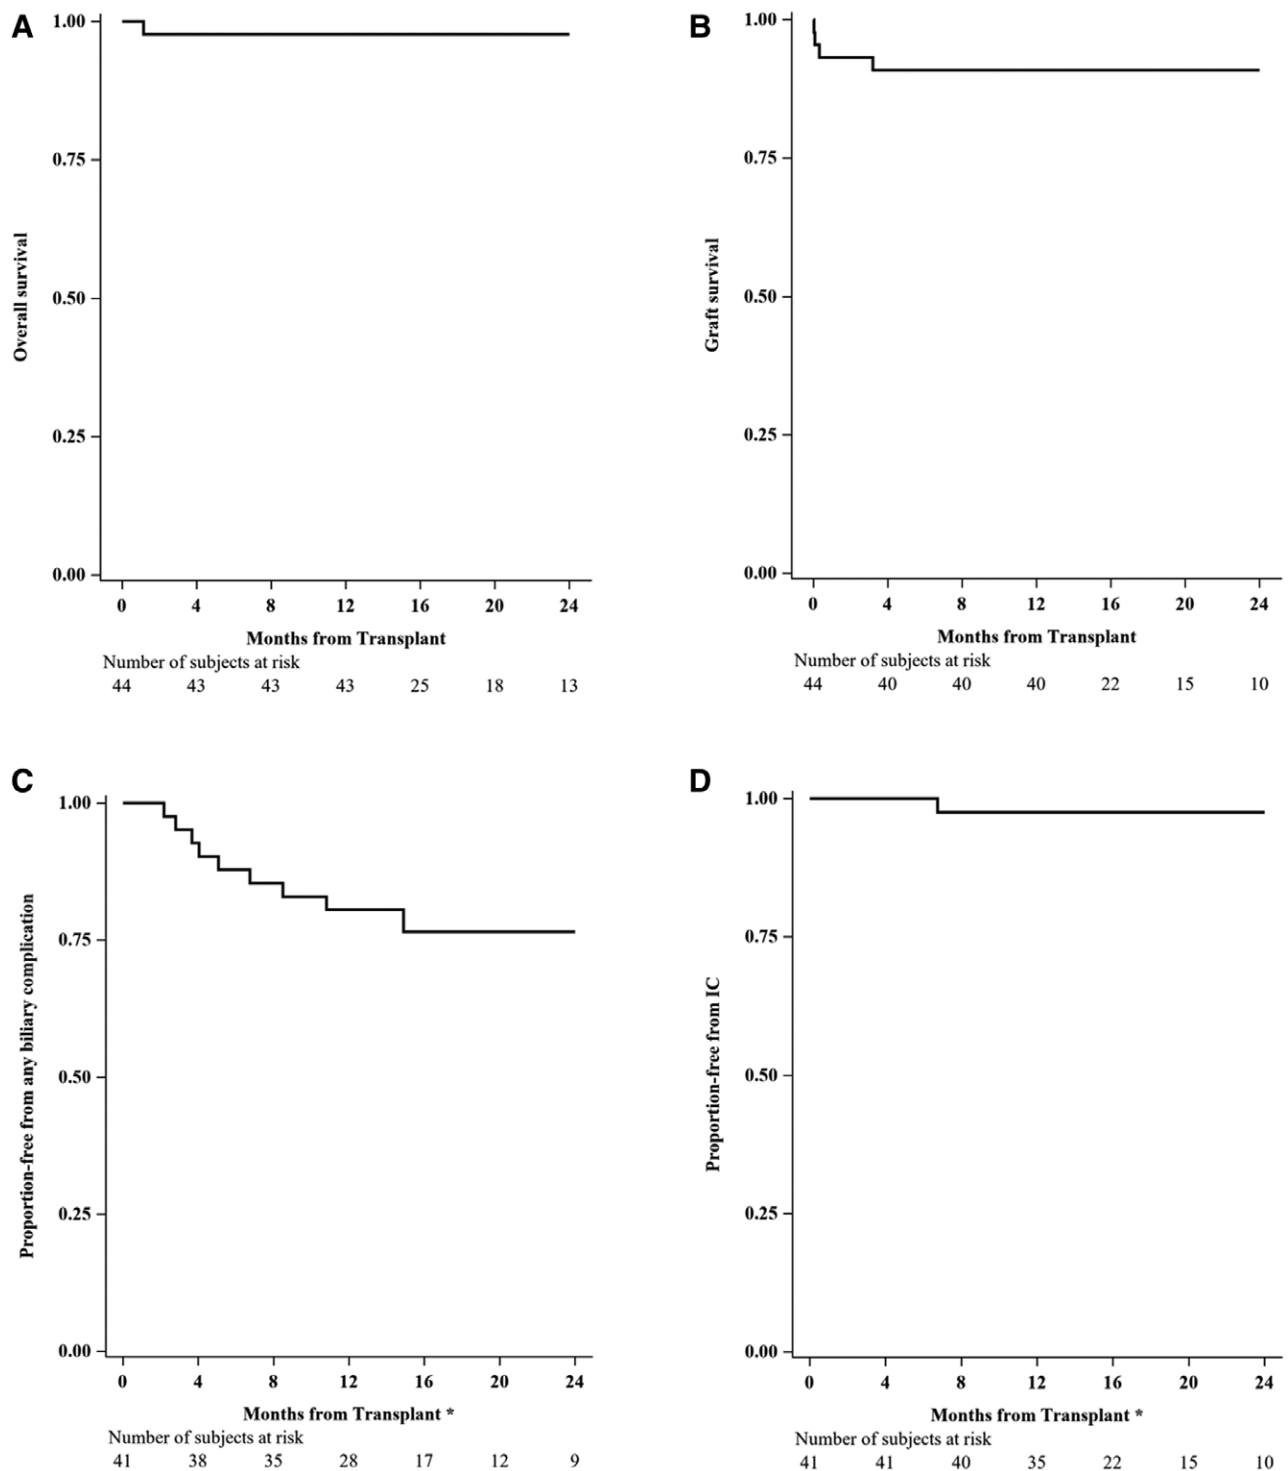 A
1.00
0.75
0.50
0.25
0.00
Overall survival
0 4 8 12 16 20 24
Months from Transplant
Number of subjects at risk
44 43 43 43 25 18 13
B
1.00
0.75
0.50
0.25
0.00
Graft survival
0 4 8 12 16 20 24
Months from Transplant
Number of subjects at risk
44 40 40 40 22 15 10
C
1.00
0.75
0.50
0.25
0.00
Proportion-free from any biliary complication
0 4 8 12 16 20 24
Months from Transplant *
Number of subjects at risk
41 38 35 28 17 12 9
D
1.00
0.75
0.50
0.25
0.00
Proportion-free from IC
0 4 8 12 16 20 24
Months from Transplant *
Number of subjects at risk
41 41 40 35 22 15 10